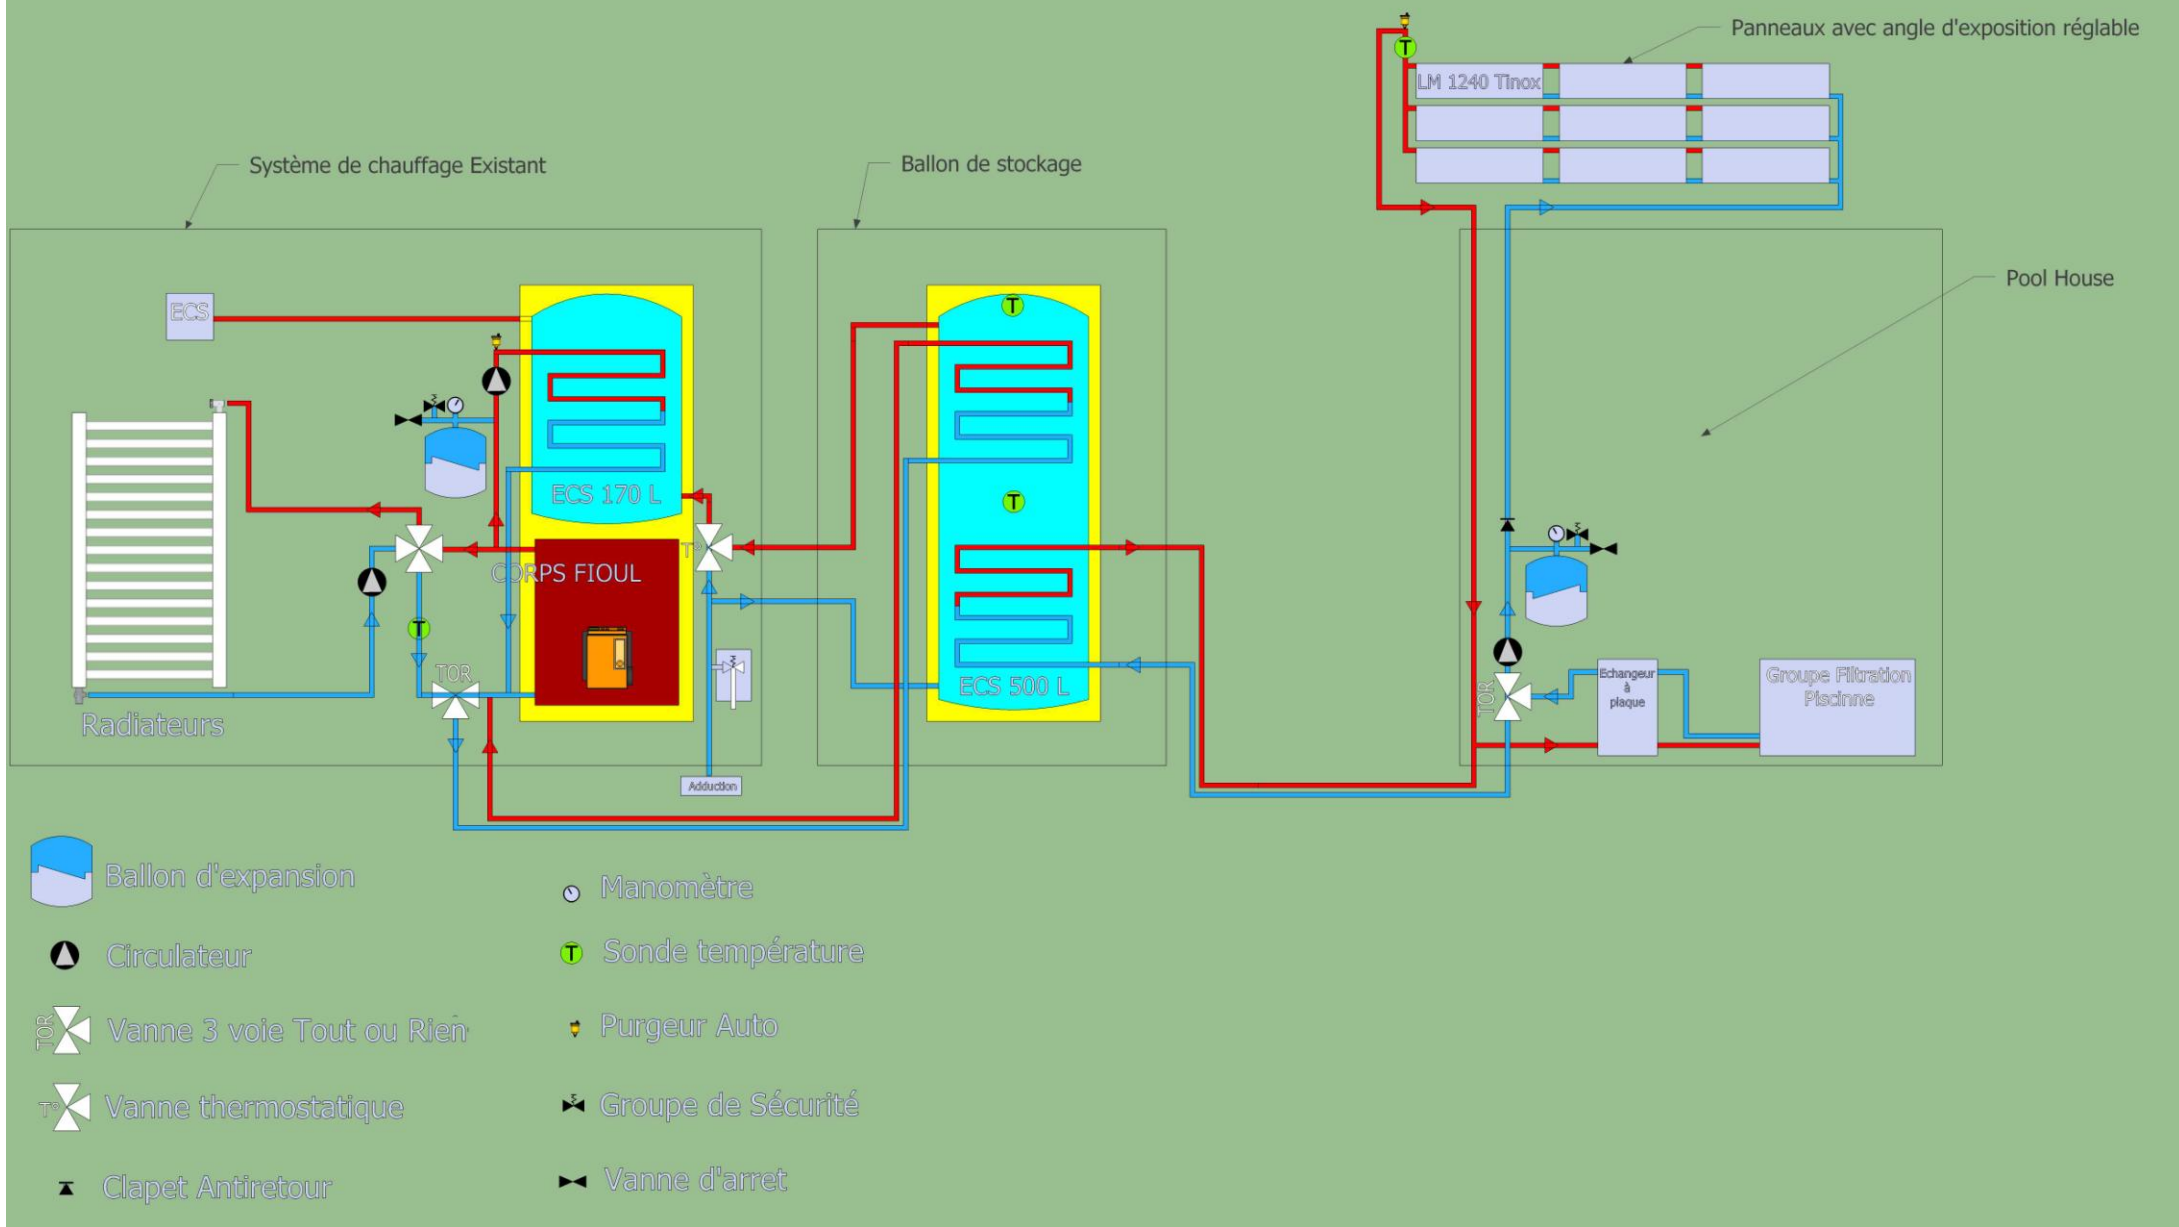 Panneaux avec angle d'exposition réglable
T
LM 1240 Tinox
Système de chauffage Existant
Ballon de stockage
Pool House
ECS
T
ECS 170 L
T
T°
CORPS FIOUL
T
TOR
ECS 500 L
Radiateurs
Adduction
TOR
Echangeur
à
plaque
Groupe Filtration
Piscinne
Ballon d'expansion
Manomètre
Circulateur
T
Sonde température
TOR
Vanne 3 voie Tout ou Rien
Purgeur Auto
T°
Vanne thermostatique
Groupe de Sécurité
Clapet Antiretour
Vanne d'arret